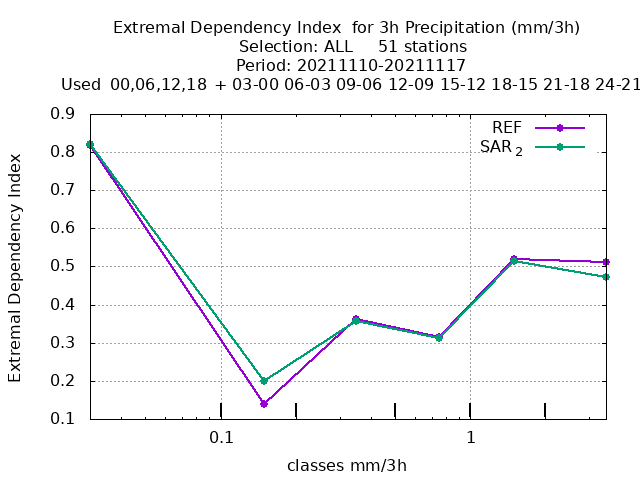 Extremal Dependency Index  for 3h Precipitation (mm/3h)
Selection: ALL     51 stations
Period: 20211110-20211117
Used  00,06,12,18  + 03-00 06-03 09-06 12-09 15-12 18-15 21-18 24-21
REF
SAR 2
0.9
0.8
0.7
0.6
0.5
0.4
0.3
0.2
0.1
Extremal Dependency Index
0.1
1
classes mm/3h